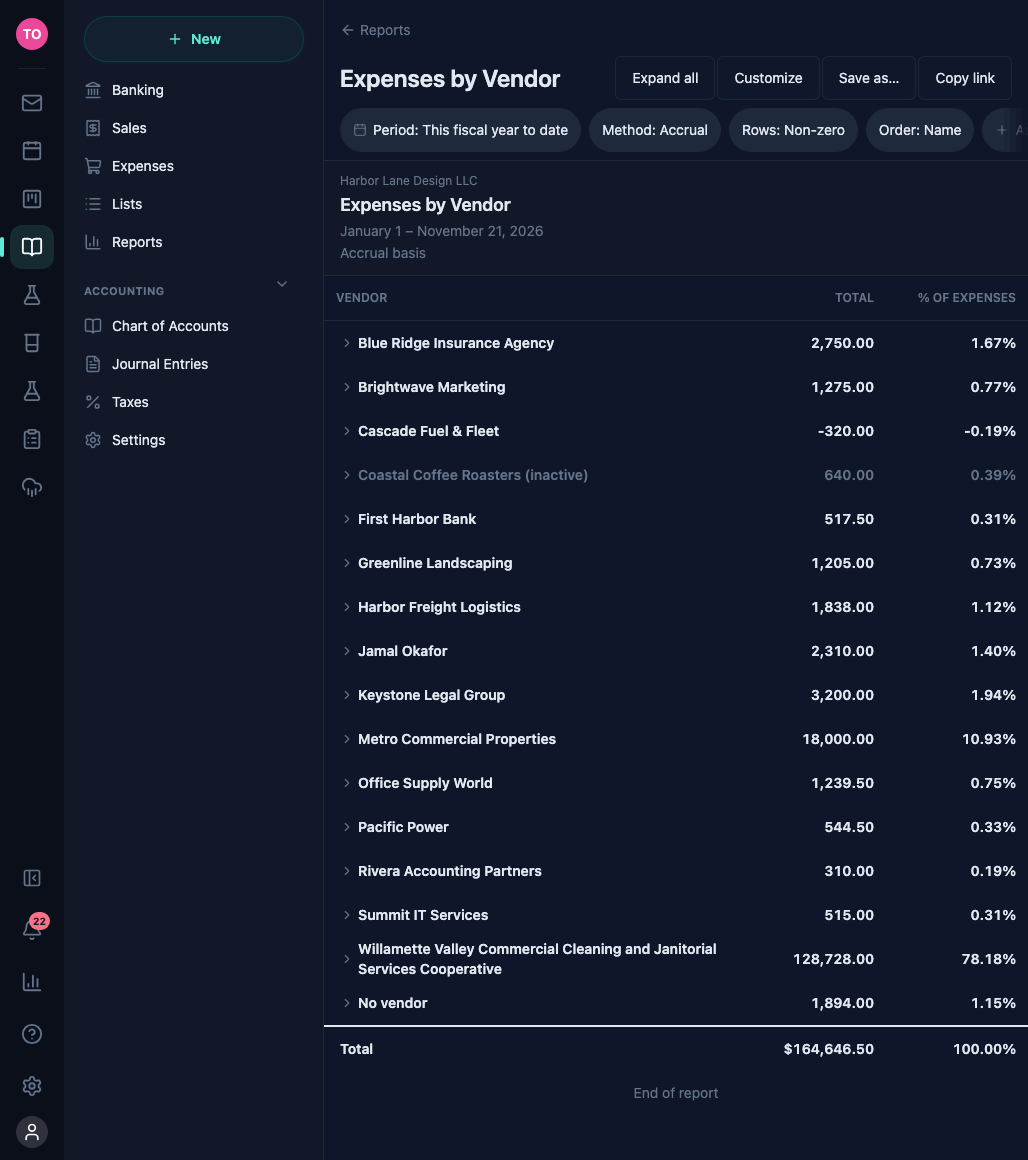 TO
New
Banking
Sales
Expenses
Lists
Reports
ACCOUNTING
Chart of Accounts
Journal Entries
Taxes
Settings
22
Reports
Expenses by Vendor
Expand all
Customize
Save as...
Copy link
Period: This fiscal year to date
Method: Accrual
Rows: Non-zero
Order: Name
Harbor Lane Design LLC
Expenses by Vendor
January 1 – November 21, 2026
Accrual basis
VENDOR TOTAL % OF EXPENSES
Blue Ridge Insurance Agency 2,750.00 1.67%
Brightwave Marketing 1,275.00 0.77%
Cascade Fuel & Fleet -320.00 -0.19%
Coastal Coffee Roasters (inactive) 640.00 0.39%
First Harbor Bank 517.50 0.31%
Greenline Landscaping 1,205.00 0.73%
Harbor Freight Logistics 1,838.00 1.12%
Jamal Okafor 2,310.00 1.40%
Keystone Legal Group 3,200.00 1.94%
Metro Commercial Properties 18,000.00 10.93%
Office Supply World 1,239.50 0.75%
Pacific Power 544.50 0.33%
Rivera Accounting Partners 310.00 0.19%
Summit IT Services 515.00 0.31%
Willamette Valley Commercial Cleaning and Janitorial
Services Cooperative 128,728.00 78.18%
No vendor 1,894.00 1.15%
Total $164,646.50 100.00%
End of report